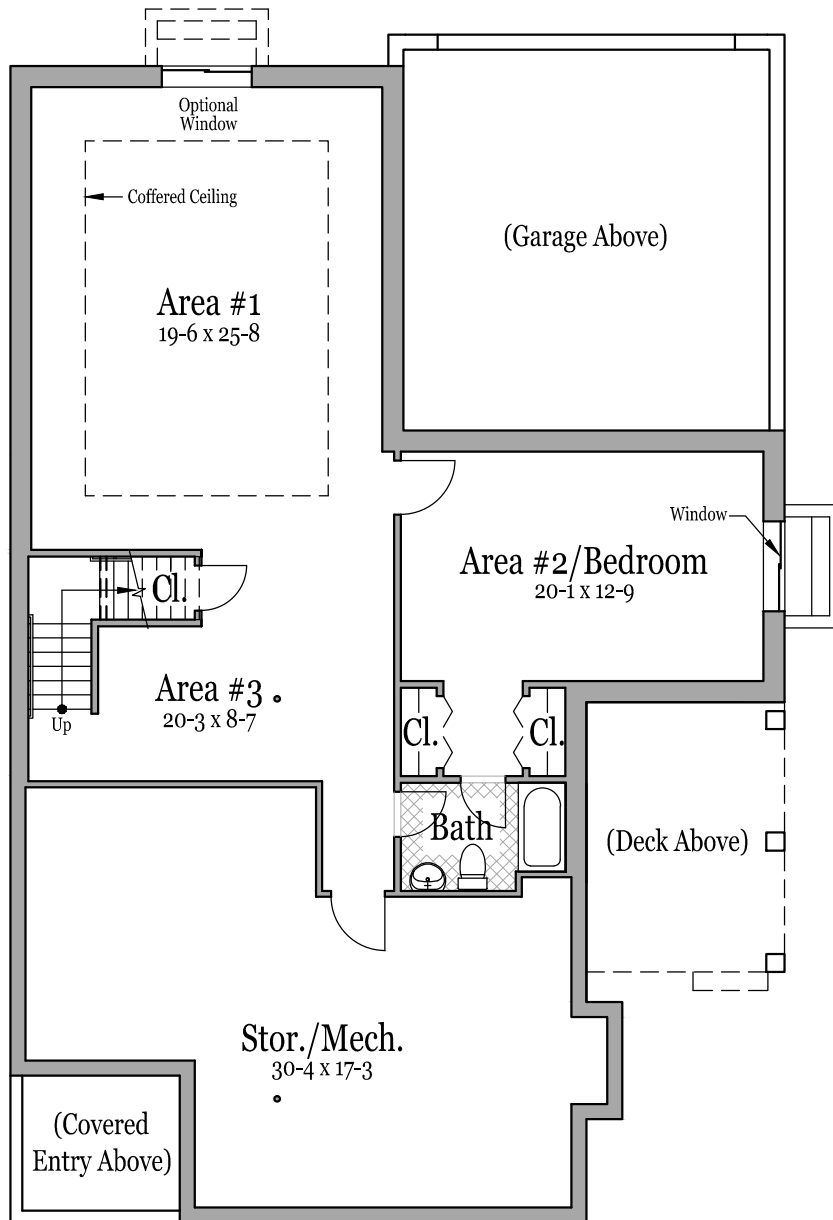 Optional
Window
Coffered Ceiling
(Garage Above)
Area #1
19-6 x 25-8
Window
Area #2/Bedroom
20-1 x 12-9
Cl.
Area #3
20-3 x 8-7
Up
Cl.
Cl.
Bath
(Deck Above)
Stor./Mech.
30-4 x 17-3
(Covered
Entry Above)